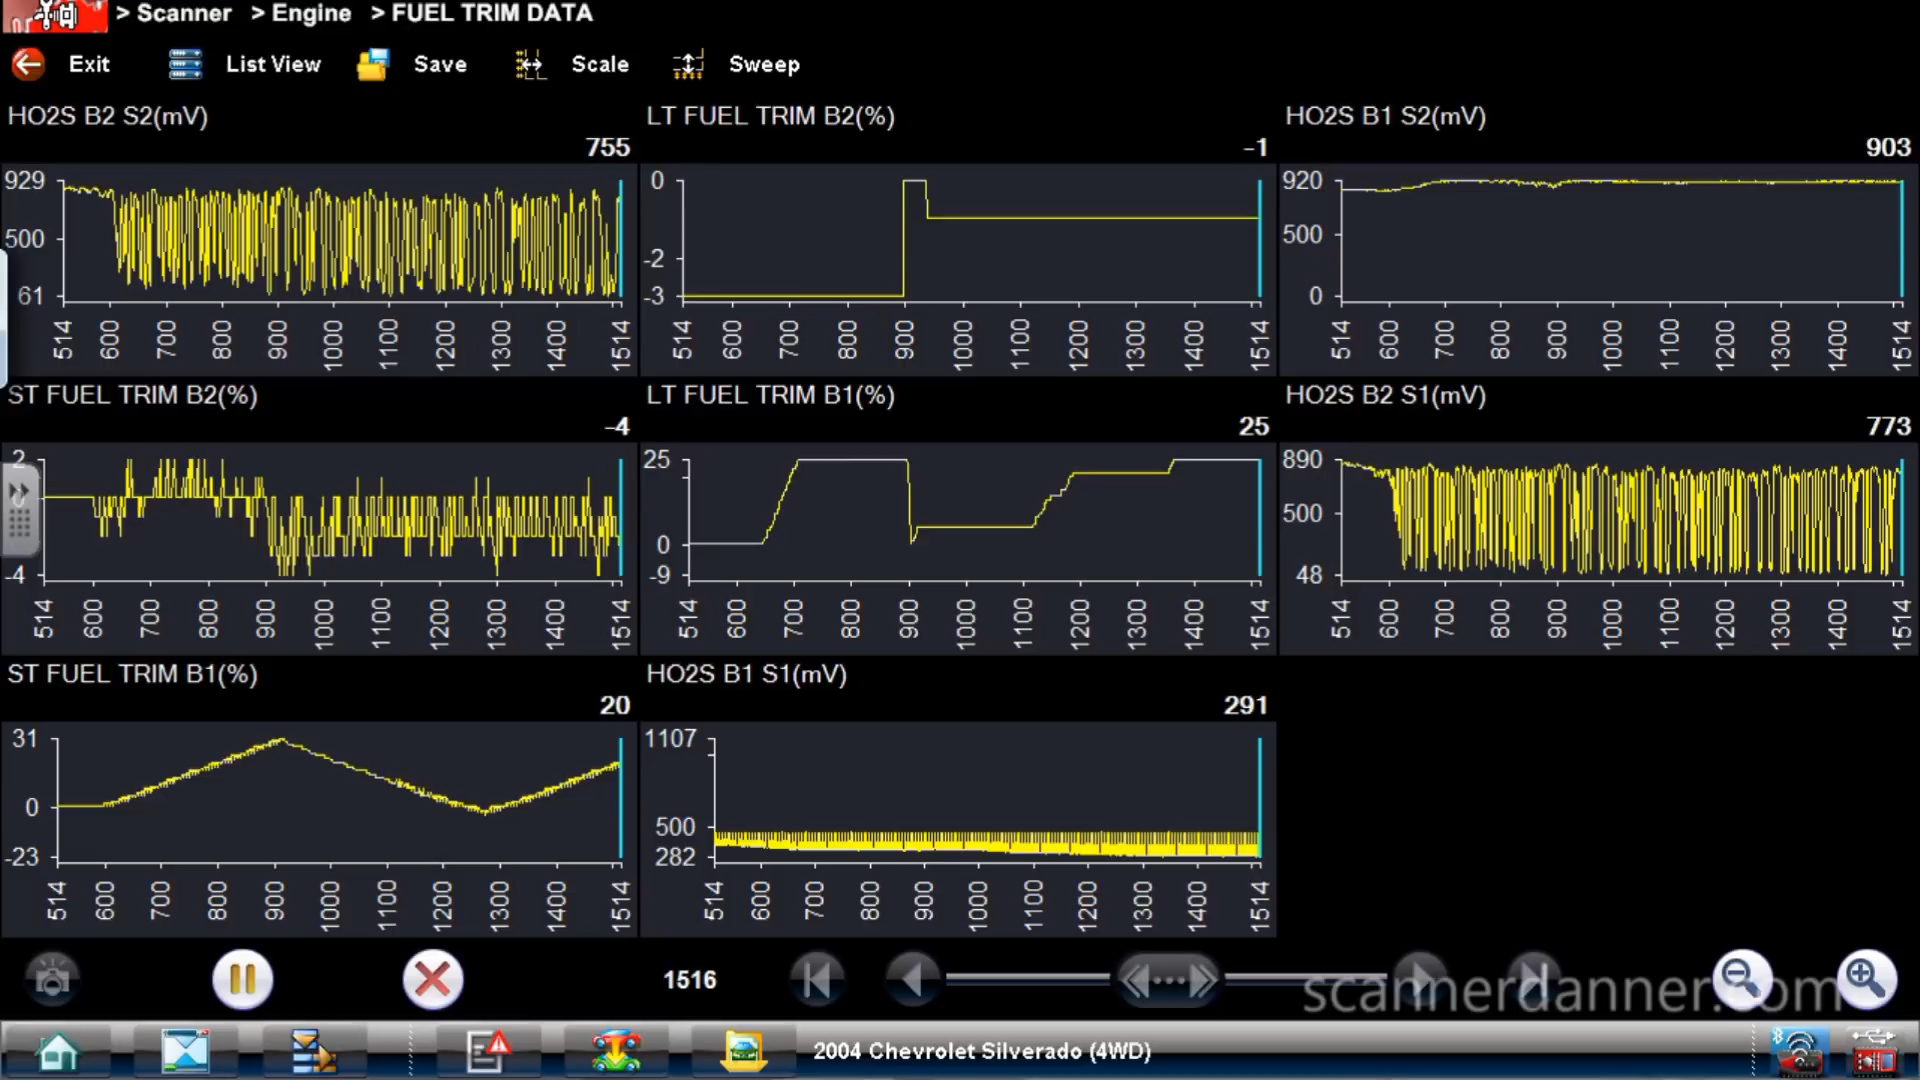 > Scanner > Engine > FUEL TRIM DATA
Exit List View Save Scale Sweep
HO2S B2 S2(mV)
755
929
500
61
514 600 700 800 900 1000 1100 1200 1300 1400 1514
LT FUEL TRIM B2(%)
-1
0
-2
-3
514 600 700 800 900 1000 1100 1200 1300 1400 1514
HO2S B1 S2(mV)
903
920
500
0
514 600 700 800 900 1000 1100 1200 1300 1400 1514
ST FUEL TRIM B2(%)
-4
2
0
-4
514 600 700 800 900 1000 1100 1200 1300 1400 1514
LT FUEL TRIM B1(%)
25
25
0
-9
514 600 700 800 900 1000 1100 1200 1300 1400 1514
HO2S B2 S1(mV)
773
890
500
48
514 600 700 800 900 1000 1100 1200 1300 1400 1514
ST FUEL TRIM B1(%)
20
31
0
-23
514 600 700 800 900 1000 1100 1200 1300 1400 1514
HO2S B1 S1(mV)
291
1107
500
282
514 600 700 800 900 1000 1100 1200 1300 1400 1514
1516
scannerdanner.com
2004 Chevrolet Silverado (4WD)